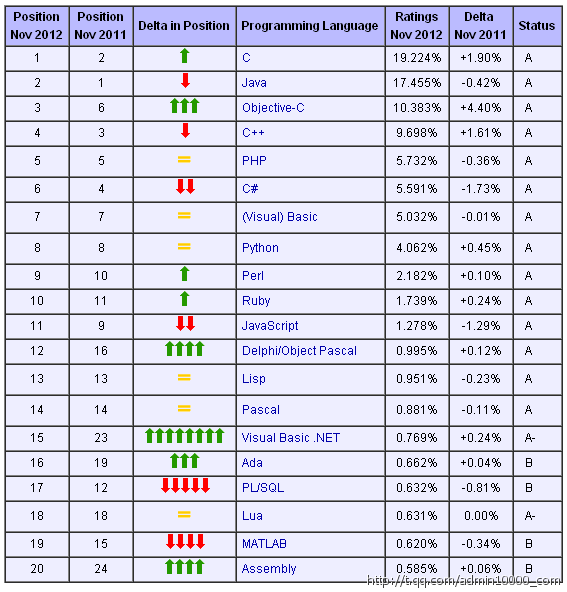 Position Nov 2012 Position Nov 2011 Delta in Position Programming Language Ratings Nov 2012 Delta Nov 2011 Status
1 2 C 19.224% +1.90% A
2 1 Java 17.455% -0.42% A
3 6 Objective-C 10.383% +4.40% A
4 3 C++ 9.698% +1.61% A
5 5 = PHP 5.732% -0.36% A
6 4 C# 5.591% -1.73% A
7 7 = (Visual) Basic 5.032% -0.01% A
8 8 = Python 4.062% +0.45% A
9 10 Perl 2.182% +0.10% A
10 11 Ruby 1.739% +0.24% A
11 9 JavaScript 1.278% -1.29% A
12 16 Delphi/Object Pascal 0.995% +0.12% A
13 13 = Lisp 0.951% -0.23% A
14 14 = Pascal 0.881% -0.11% A
15 23 Visual Basic .NET 0.769% +0.24% A-
16 19 Ada 0.662% +0.04% B
17 12 PL/SQL 0.632% -0.81% B
18 18 = Lua 0.631% 0.00% A-
19 15 MATLAB 0.620% -0.34% B
20 24 Assembly 0.585% +0.06% B
http://t.qq.com/admin10000_com